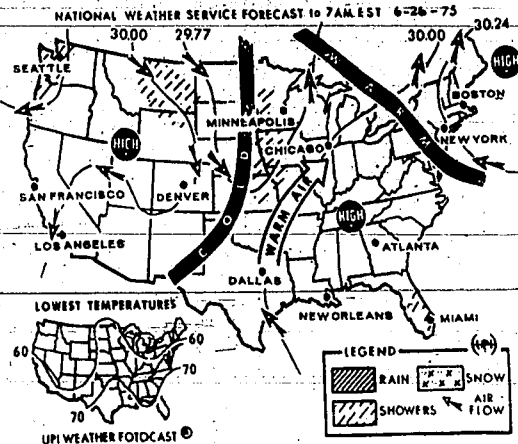 NATIONAL WEATHER SERVICE FORECAST to 7AM EST 6-26-75
30.00 29.77 30.00 30.24
SEATTLE
HIGH
WARM
BOSTON
MINNEAPOLIS
NEW YORK
CHICAGO
HIGH
COLD
SAN FRANCISCO
DENVER
WARM AIR
HIGH
LOS ANGELES
ATLANTA
DALLAS
NEW ORLEANS
MIAMI
LOWEST TEMPERATURES
60
60
70
70
UPI WEATHER FOTOCAST ®
LEGEND
RAIN
SNOW
SHOWERS
AIR FLOW